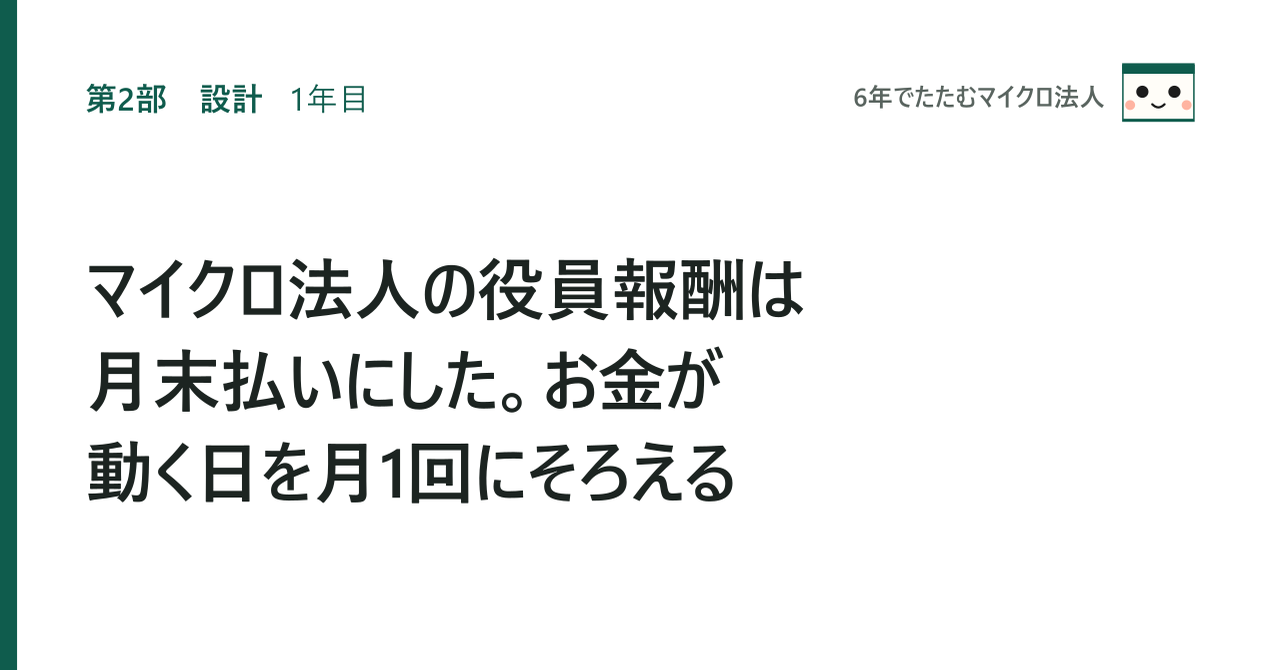 第2部　設計　1年目
6年でたたむマイクロ法人
マイクロ法人の役員報酬は
月末払いにした。お金が
動く日を月1回にそろえる